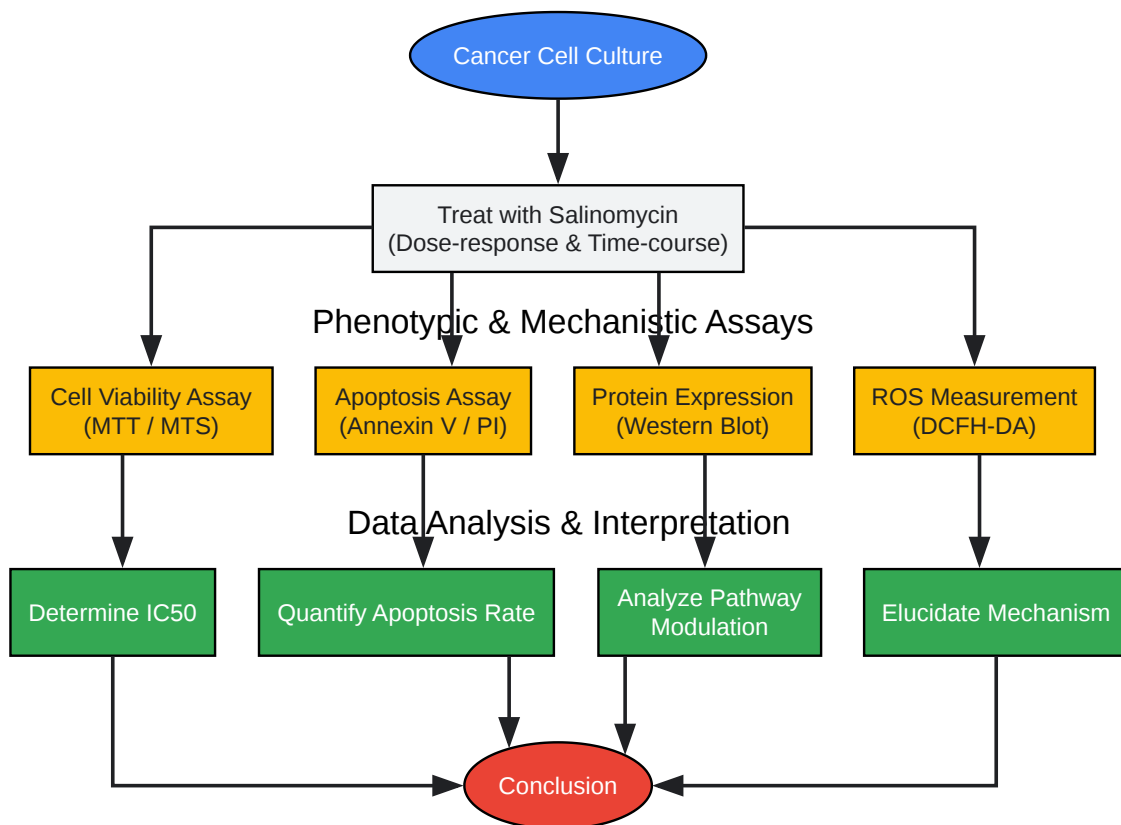 Cancer Cell Culture
Treat with Salinomycin
(Dose-response & Time-course)
Phenotypic & Mechanistic Assays
Cell Viability Assay
(MTT / MTS)
Apoptosis Assay
(Annexin V / PI)
Protein Expression
(Western Blot)
ROS Measurement
(DCFH-DA)
Data Analysis & Interpretation
Determine IC50
Quantify Apoptosis Rate
Analyze Pathway
Modulation
Elucidate Mechanism
Conclusion